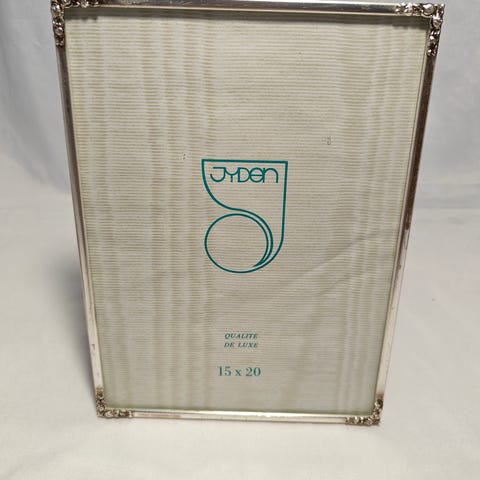 JYDEN
QUALITE
DE LUXE
15 x 20